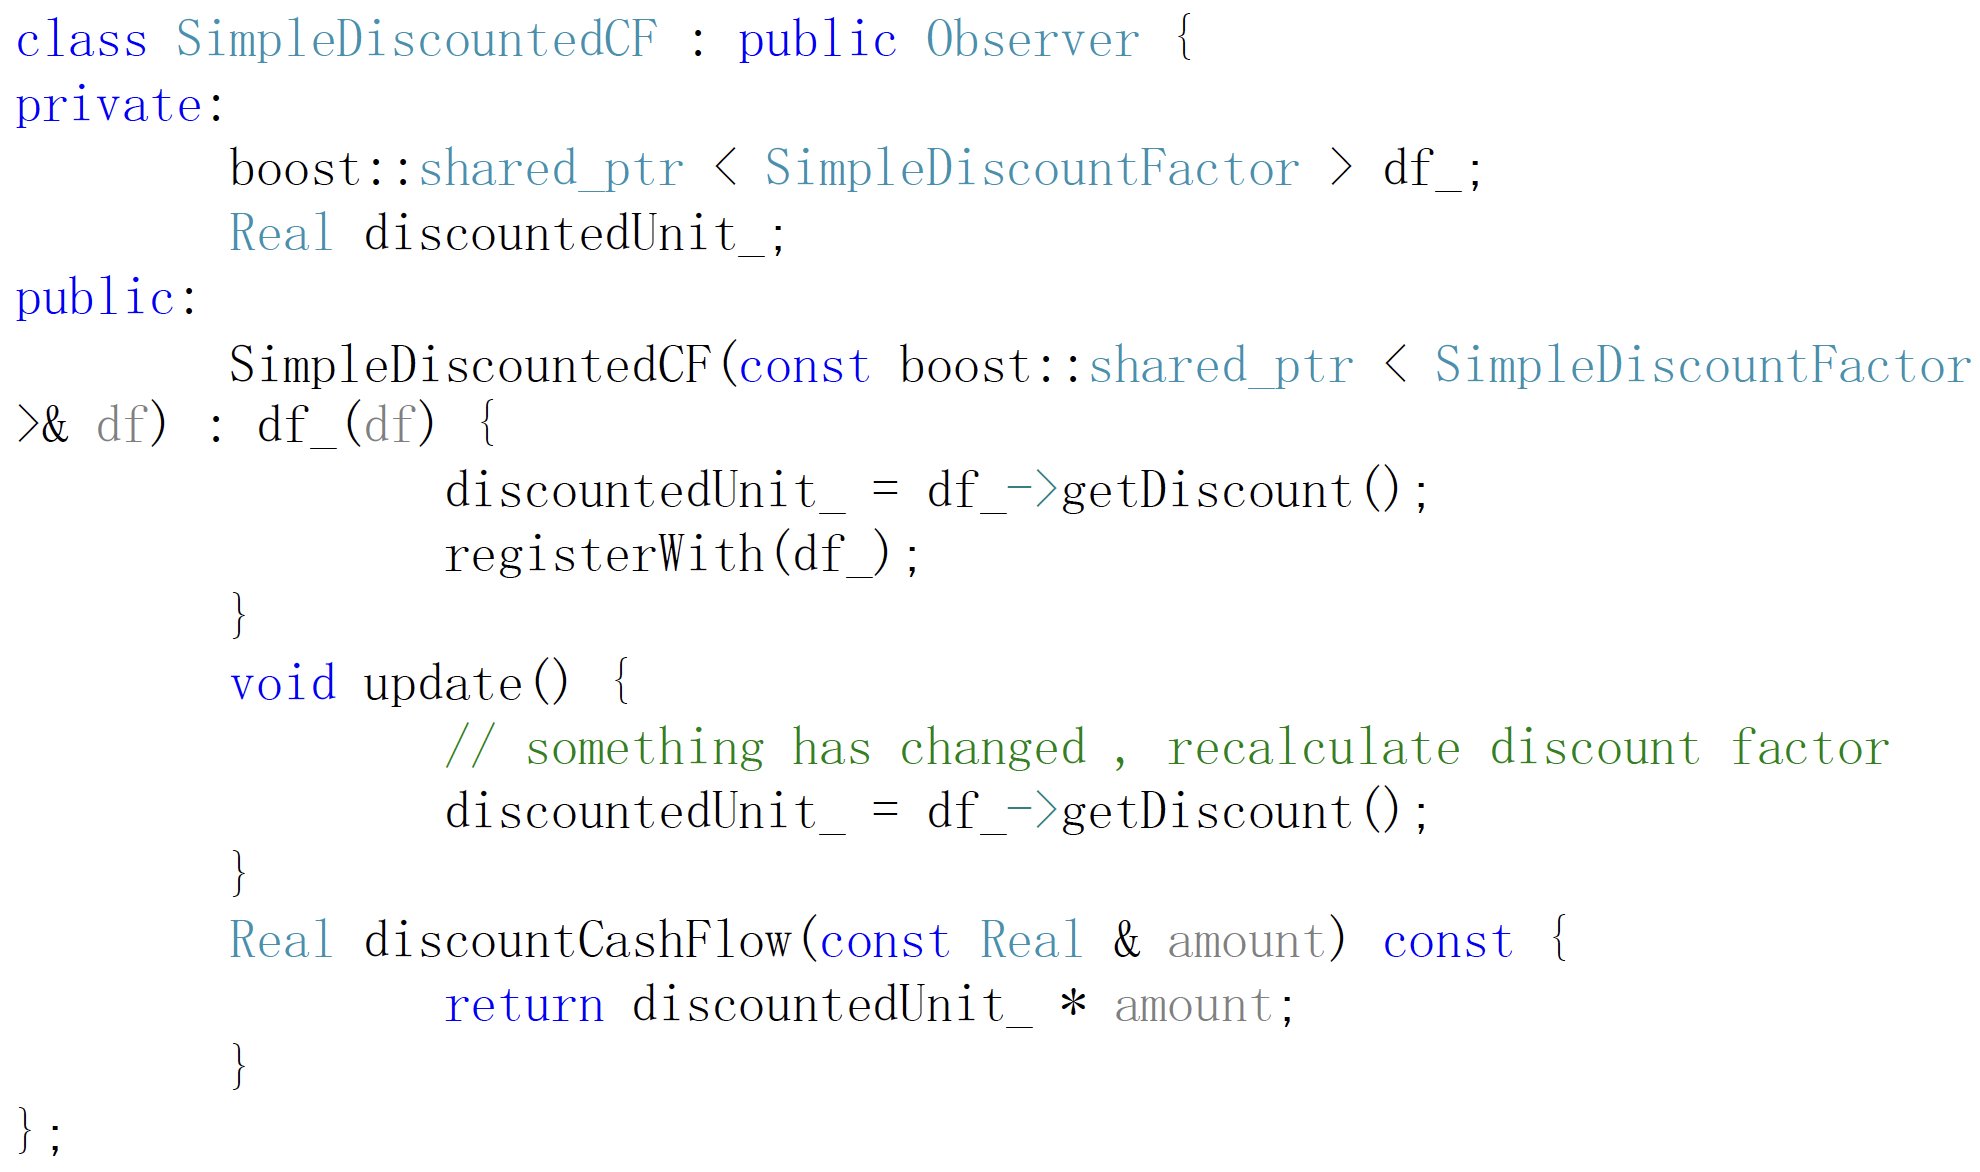 class SimpleDiscountedCF : public Observer {
private:
boost::shared_ptr < SimpleDiscountFactor > df_;
Real discountedUnit_;
public:
SimpleDiscountedCF(const boost::shared_ptr < SimpleDiscountFactor
>& df) : df_(df) {
discountedUnit_ = df_->getDiscount();
registerWith(df_);
}
void update() {
// something has changed , recalculate discount factor
discountedUnit_ = df_->getDiscount();
}
Real discountCashFlow(const Real & amount) const {
return discountedUnit_ * amount;
}
};